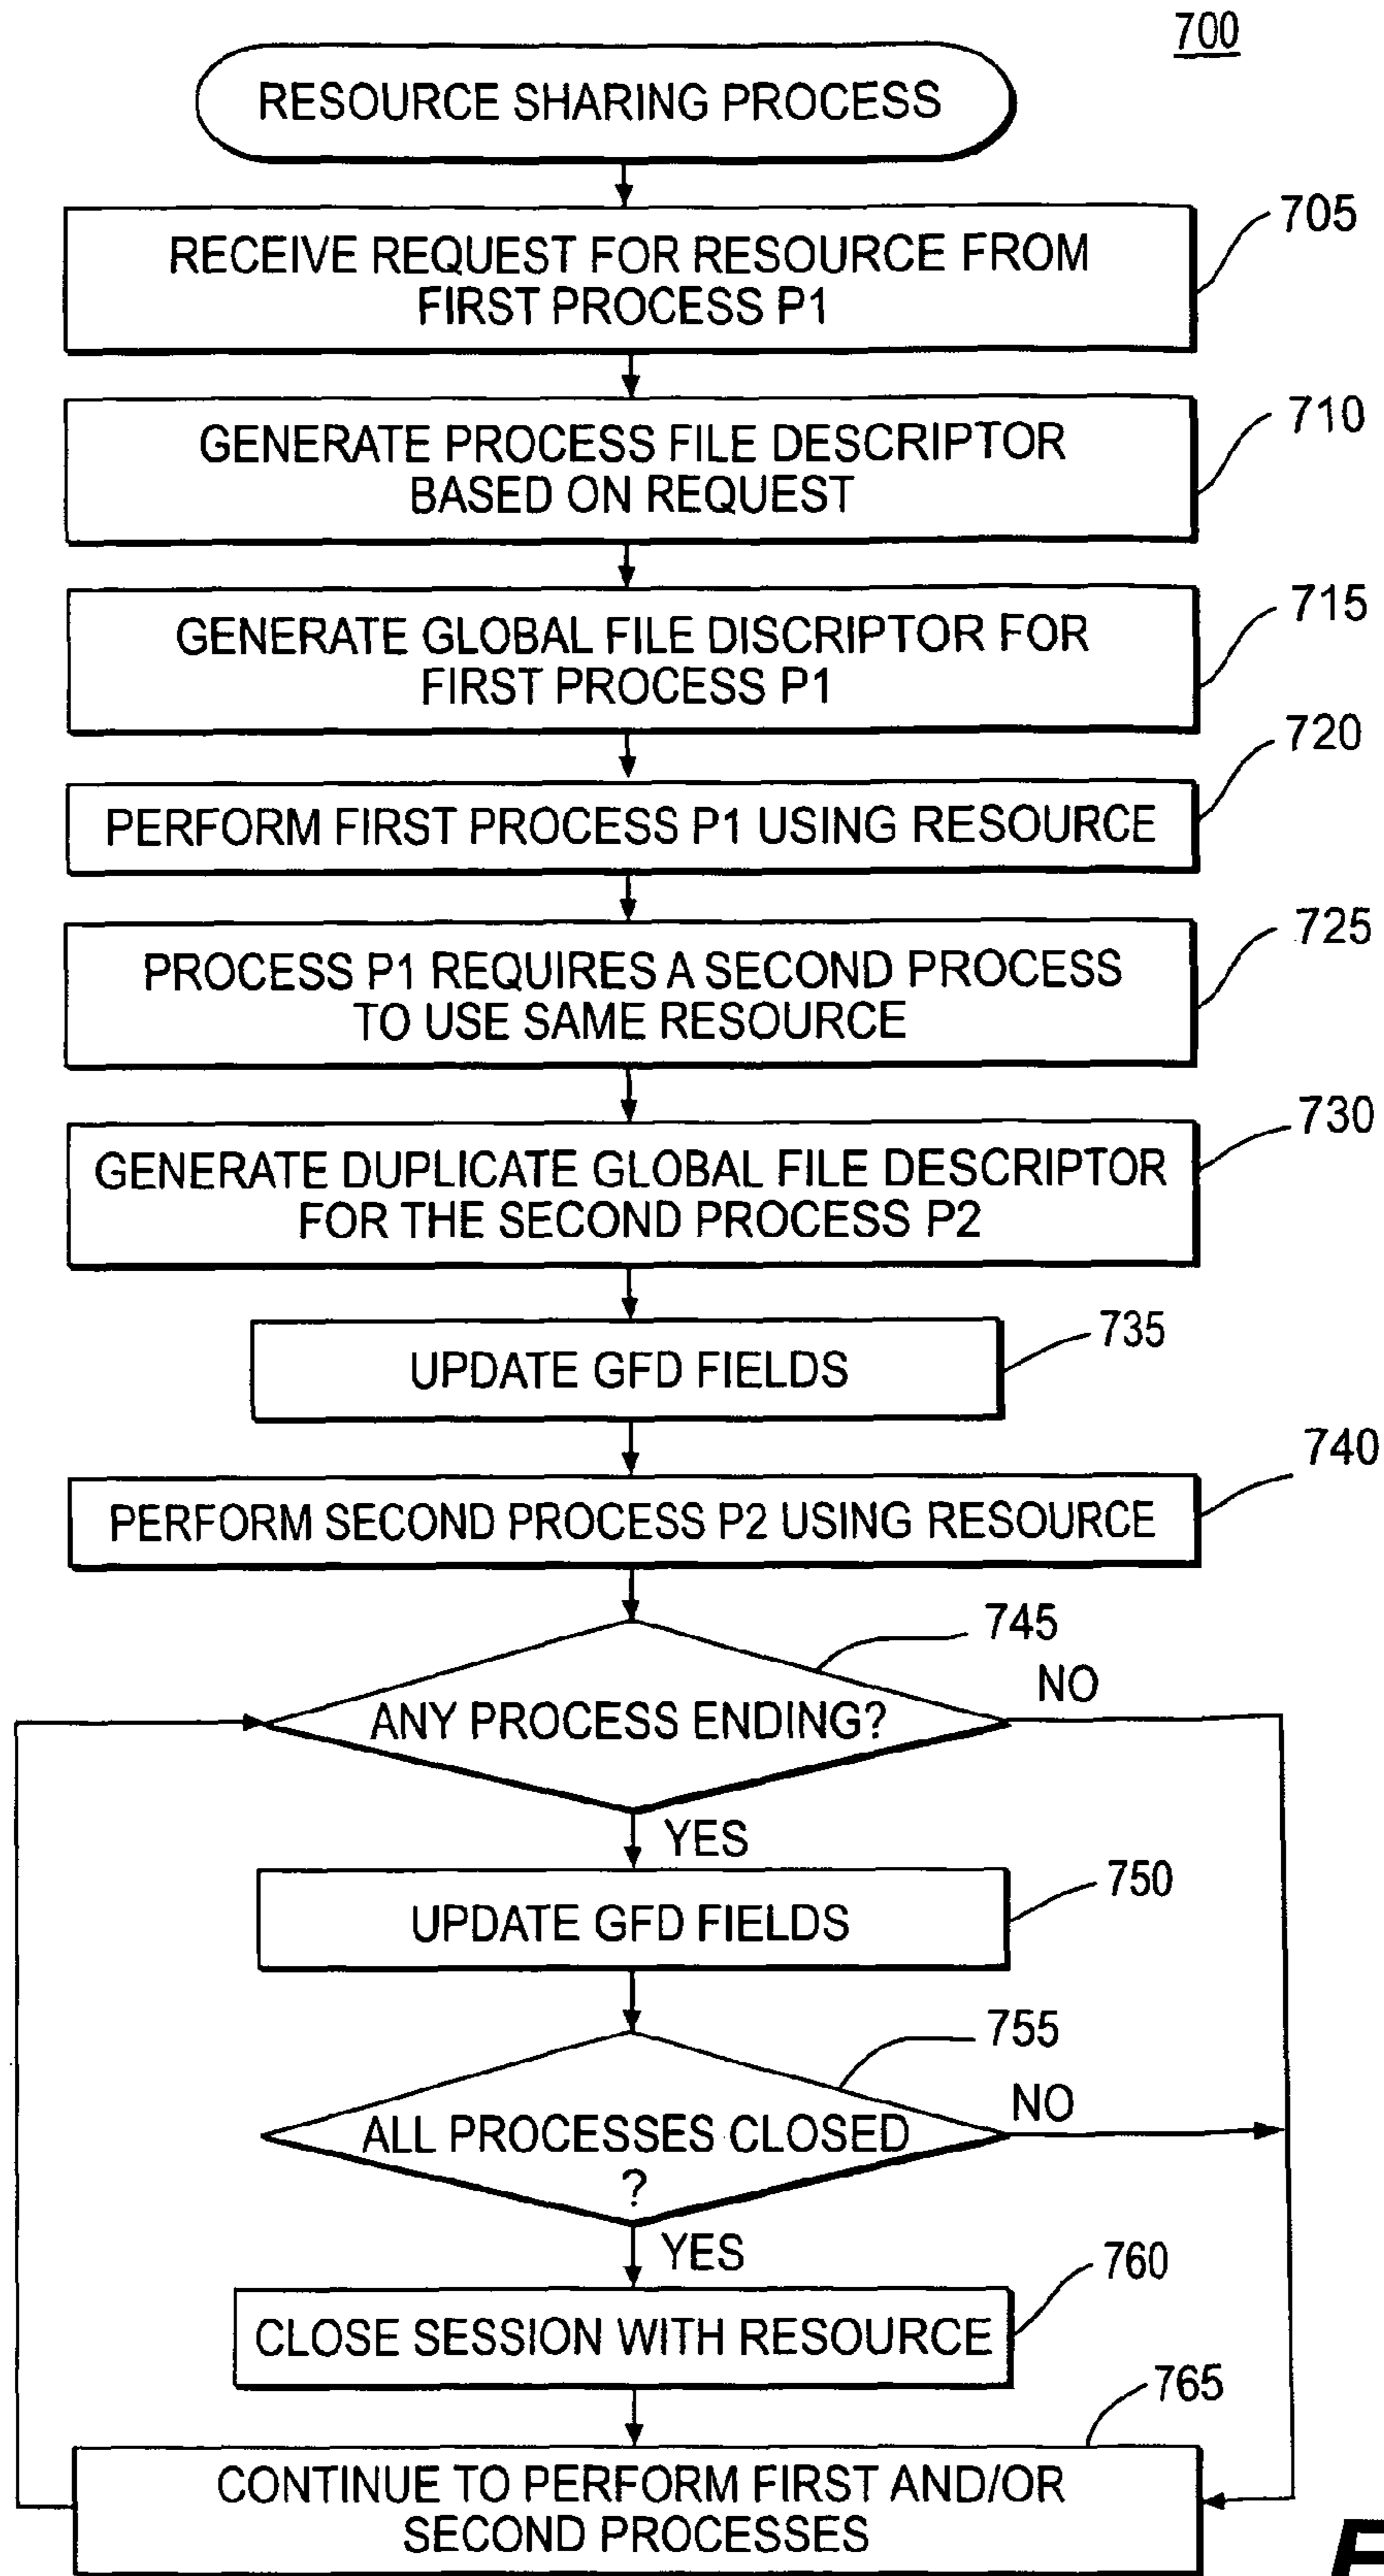 700
RESOURCE SHARING PROCESS
705
RECEIVE REQUEST FOR RESOURCE FROM
FIRST PROCESS P1
710
GENERATE PROCESS FILE DESCRIPTOR
BASED ON REQUEST
715
GENERATE GLOBAL FILE DISCRIPTOR FOR
FIRST PROCESS P1
720
PERFORM FIRST PROCESS P1 USING RESOURCE
725
PROCESS P1 REQUIRES A SECOND PROCESS
TO USE SAME RESOURCE
730
GENERATE DUPLICATE GLOBAL FILE DESCRIPTOR
FOR THE SECOND PROCESS P2
735
UPDATE GFD FIELDS
740
PERFORM SECOND PROCESS P2 USING RESOURCE
745
NO
ANY PROCESS ENDING?
YES
750
UPDATE GFD FIELDS
755
NO
ALL PROCESSES CLOSED
?
YES
760
CLOSE SESSION WITH RESOURCE
765
CONTINUE TO PERFORM FIRST AND/OR
SECOND PROCESSES